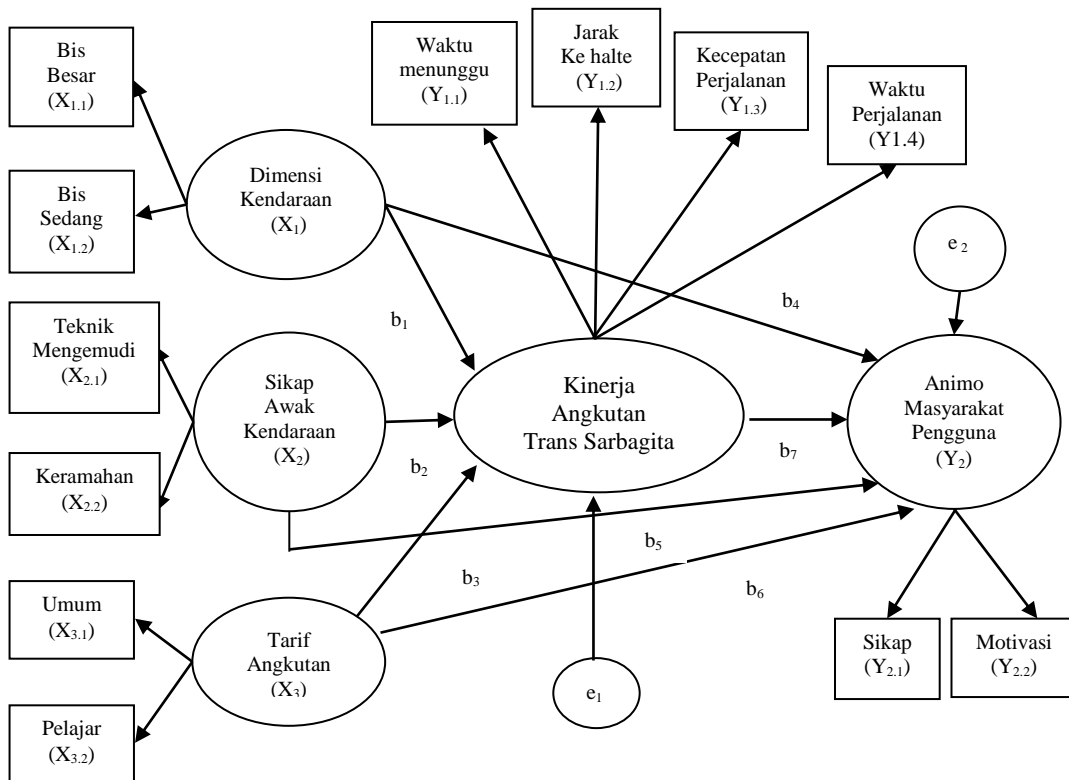 Bis
Besar
(X1.1)
Waktu
menunggu
(Y1.1)
Jarak
Ke halte
(Y1.2)
Kecepatan
Perjalanan
(Y1.3)
Waktu
Perjalanan
(Y1.4)
Bis
Sedang
(X1.2)
Dimensi
Kendaraan
(X1)
e 2
b1
b4
Teknik
Mengemudi
(X2.1)
Sikap
Awak
Kendaraan
(X2)
Kinerja
Angkutan
Trans Sarbagita
Animo
Masyarakat
Pengguna
(Y2)
b2
b7
Keramahan
(X2.2)
b5
b3
b6
Umum
(X3.1)
Tarif
Angkutan
(X3)
e1
Sikap
(Y2.1)
Motivasi
(Y2.2)
Pelajar
(X3.2)